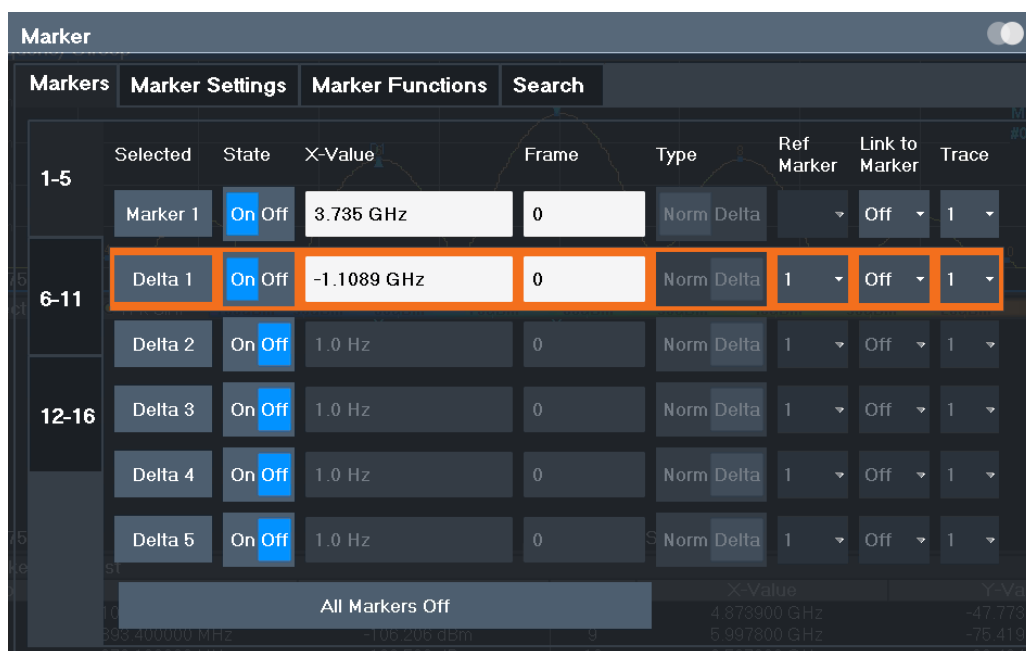 Marker
Markers Marker Settings Marker Functions Search
1-5
Selected State X-Value Frame Type Ref Marker Link to Marker Trace
Marker 1 On Off 3.735 GHz 0 Norm Delta Off 1
6-11
Delta 1 On Off -1.1089 GHz 0 Norm Delta 1 Off 1
Delta 2 On Off 1.0 Hz 0 Norm Delta 1 Off 1
12-16
Delta 3 On Off 1.0 Hz 0 Norm Delta 1 Off 1
Delta 4 On Off 1.0 Hz 0 Norm Delta 1 Off 1
Delta 5 On Off 1.0 Hz 0 Norm Delta 1 Off 1
All Markers Off
X-Value
4.873900 GHz -47.773
-106.206 dBm 9 5.997800 GHz -75.419